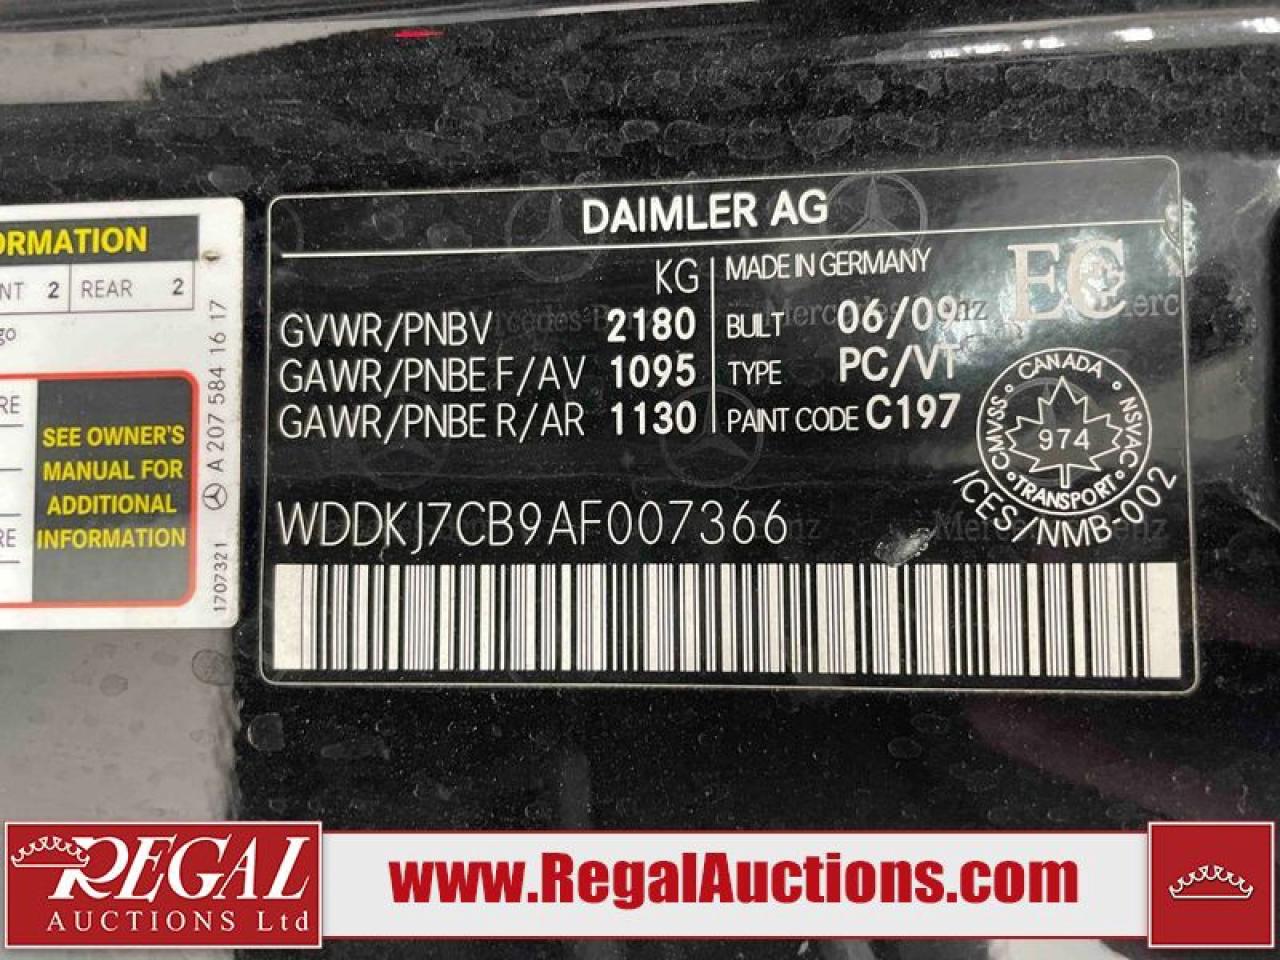 DAIMLER AG
KG
MADE IN GERMANY
EC
GVWR/PNBV 2180
BUILT 06/09
GAWR/PNBE F/AV 1095
TYPE PC/VT
GAWR/PNBE R/AR 1130
PAINT CODE C197
CANADA
CMVSS
NSVAC
974
TRANSPORT
ICES/NMB-002
WDDKJ7CB9AF007366
ORMATION
NT 2 REAR 2
go
RE
RE
SEE OWNER'S
MANUAL FOR
ADDITIONAL
INFORMATION
A 207 584 16 17
1707321
Mercedes-Benz
REGAL
AUCTIONS Ltd
www.RegalAuctions.com